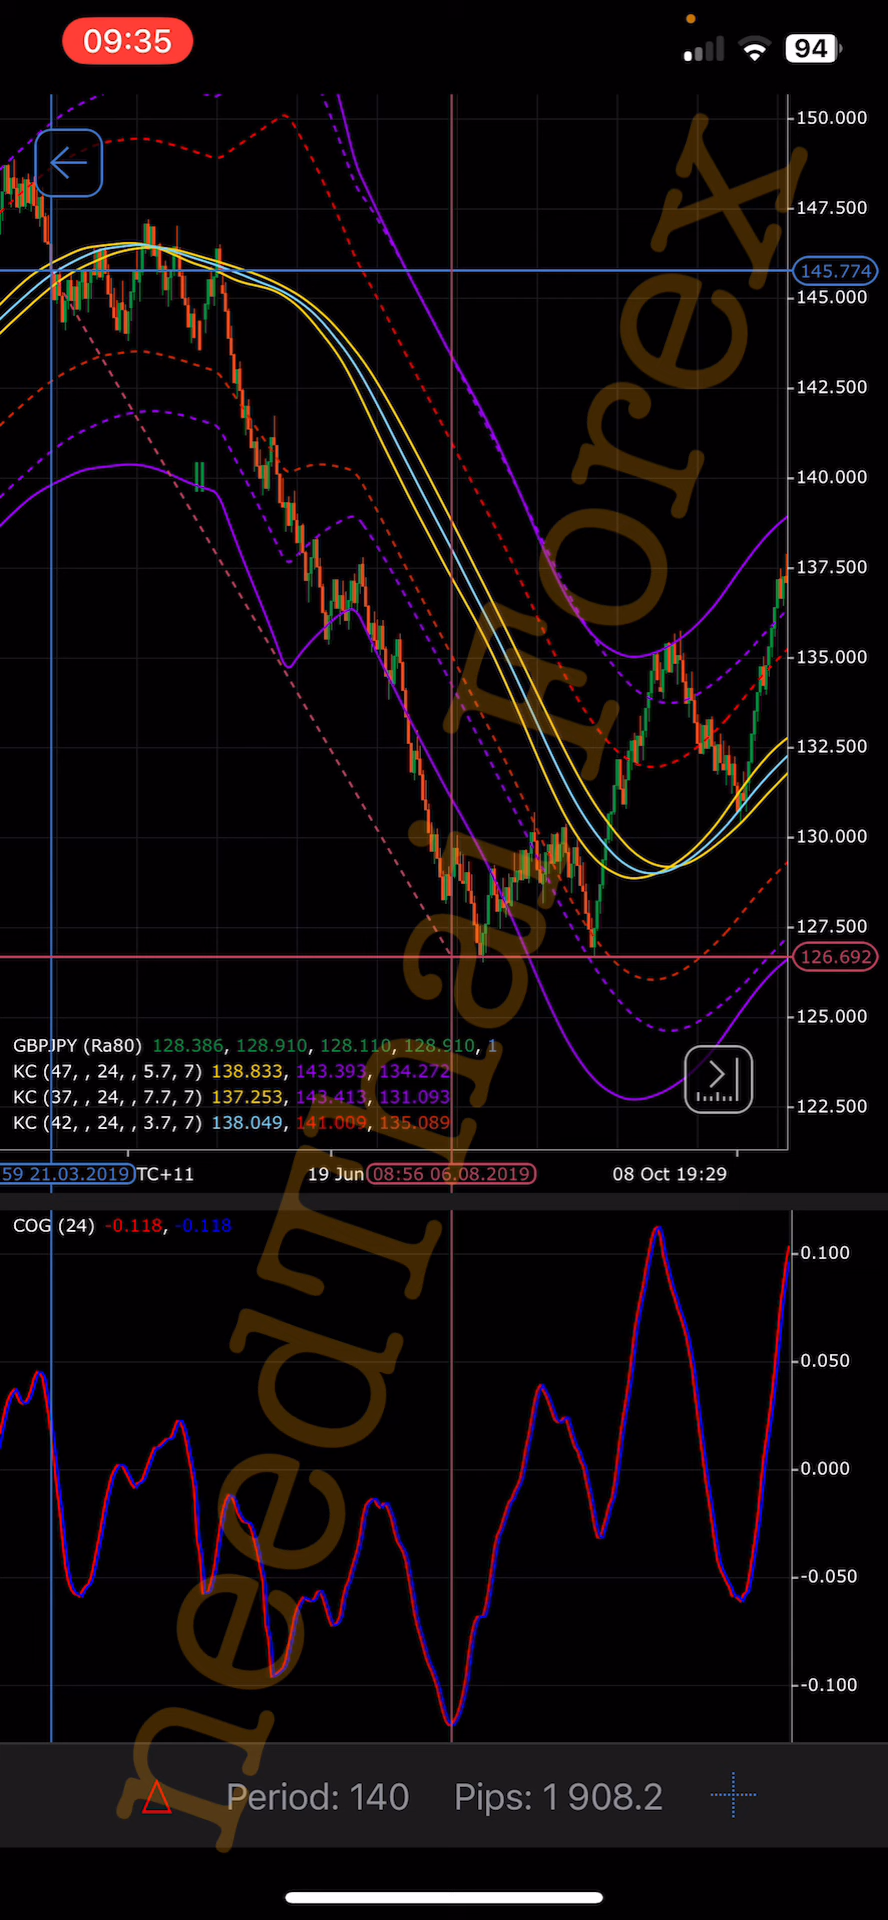 09:35
94
150.000
147.500
145.774
145.000
142.500
140.000
137.500
135.000
132.500
130.000
127.500
126.692
125.000
122.500
GBPJPY (Ra80) 128.386, 128.910, 128.110, 128.910, 1
KC (47, , 24, , 5.7, 7) 138.833, 143.393, 134.272
KC (37, , 24, , 7.7, 7) 137.253, 143.413, 131.093
KC (42, , 24, , 3.7, 7) 138.049, 141.009, 135.089
59 21.03.2019 TC+11 19 Jun 08:56 06.08.2019 08 Oct 19:29
COG (24) -0.118, -0.118
0.100
0.050
0.000
-0.050
-0.100
needThai Forex
Period: 140 Pips: 1 908.2